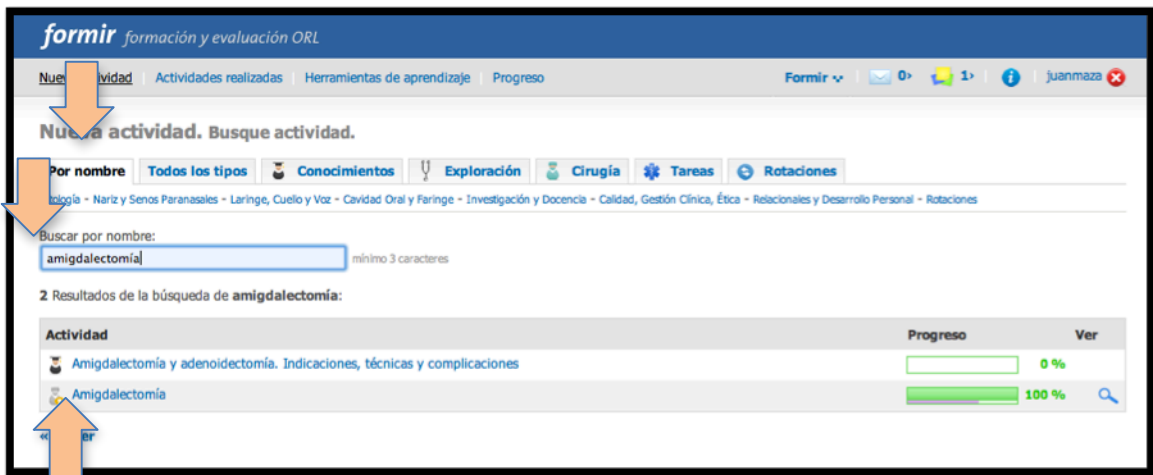 formir formación y evaluación ORL
Actividades realizadas Herramientas de aprendizaje Progreso Formir 0 1 juanmaza
actividad. Busque actividad.
Por nombre Todos los tipos Conocimientos Exploración Cirugía Tareas Rotaciones
- Nariz y Senos Paranasales - Laringe, Cuello y Voz - Cavidad Oral y Faringe - Investigación y Docencia - Calidad, Gestión Clínica, Ética - Relacionales y Desarrollo Personal - Rotaciones
Buscar por nombre:
amigdalectomía mínimo 3 caracteres
2 Resultados de la búsqueda de amigdalectomía:
Actividad Progreso Ver
Amigdalectomía y adenoidectomía. Indicaciones, técnicas y complicaciones 0 %
Amigdalectomía 100 %